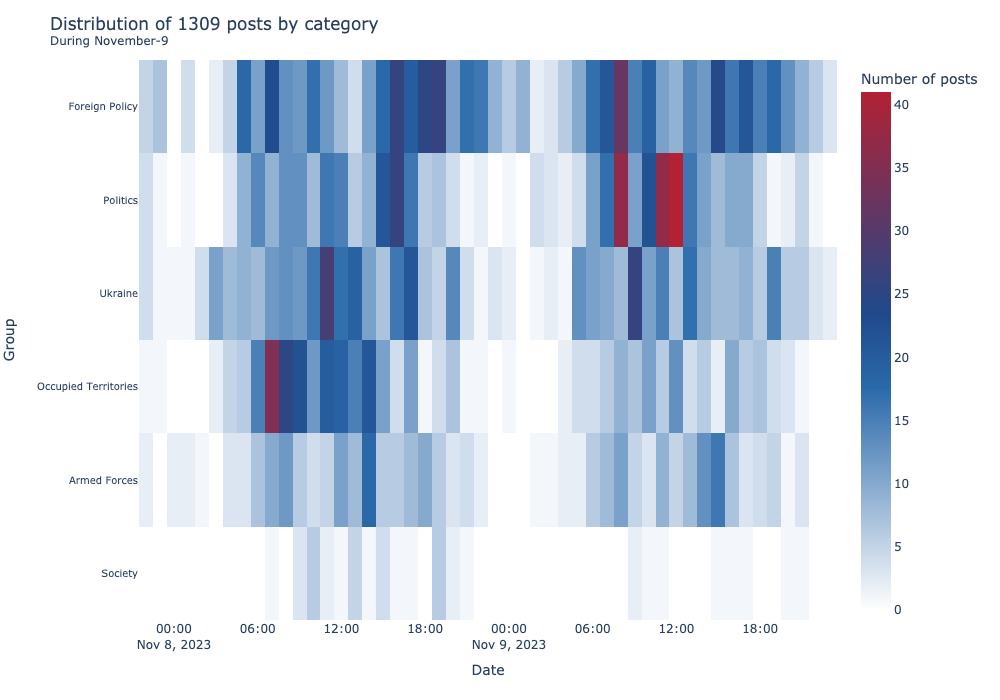 Distribution of 1309 posts by category
During November-9
Number of posts
Foreign Policy
Politics
Ukraine
Occupied Territories
Armed Forces
Society
Group
40
35
30
25
20
15
10
5
0
00:00 06:00 12:00 18:00 00:00 06:00 12:00 18:00
Nov 8, 2023 Nov 9, 2023
Date